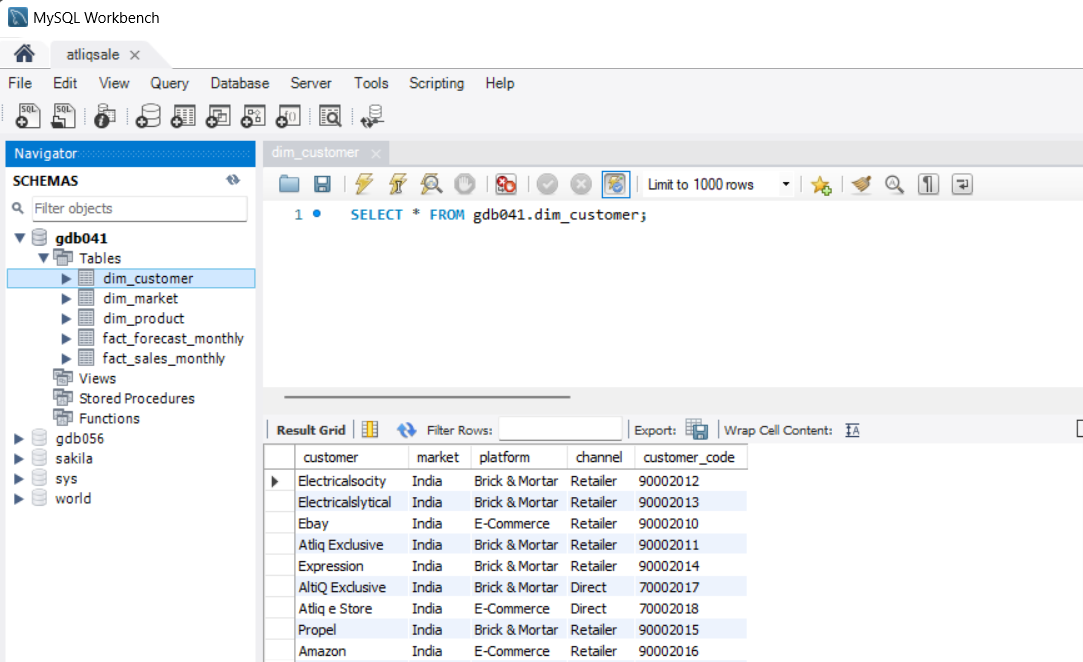 MySQL Workbench
atliqsale
File Edit View Query Database Server Tools Scripting Help
Navigator
SCHEMAS
Filter objects
gdb041
Tables
dim_customer
dim_market
dim_product
fact_forecast_monthly
fact_sales_monthly
Views
Stored Procedures
Functions
gdb056
sakila
sys
world
dim_customer
Limit to 1000 rows
1 SELECT * FROM gdb041.dim_customer;
Result Grid Filter Rows: Export: Wrap Cell Content:
customer market platform channel customer_code
Electricalsocity India Brick & Mortar Retailer 90002012
Electricalslytical India Brick & Mortar Retailer 90002013
Ebay India E-Commerce Retailer 90002010
Atliq Exclusive India Brick & Mortar Retailer 90002011
Expression India Brick & Mortar Retailer 90002014
AltiQ Exclusive India Brick & Mortar Direct 70002017
Atliq e Store India E-Commerce Direct 70002018
Propel India Brick & Mortar Retailer 90002015
Amazon India E-Commerce Retailer 90002016